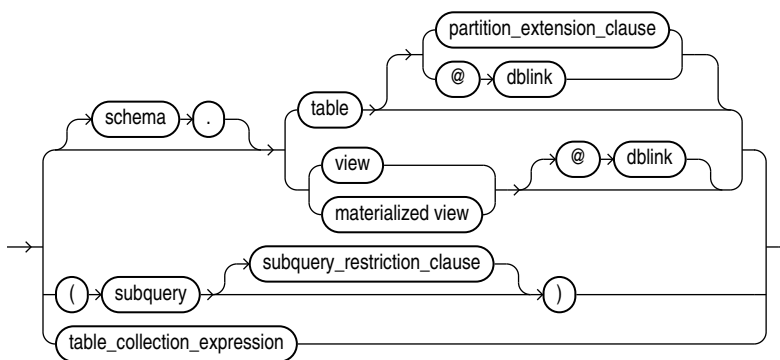 partition_extension_clause
@ dblink
schema . table
view @ dblink
materialized view
subquery_restriction_clause
( subquery )
table_collection_expression